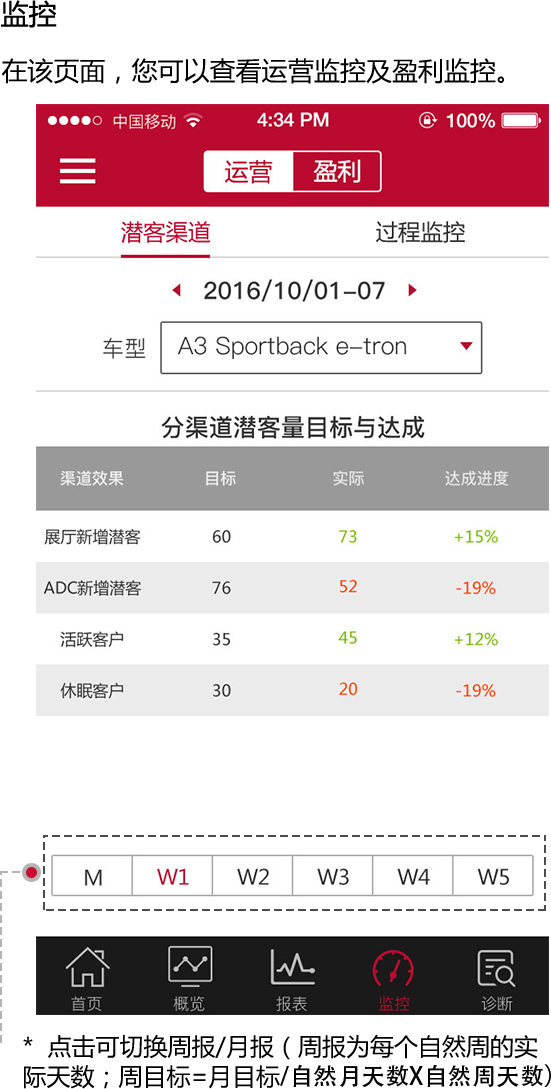 监控
在该页面，您可以查看运营监控及盈利监控。
中国移动 4:34 PM 100%
运营 盈利
潜客渠道 过程监控
2016/10/01-07
车型 A3 Sportback e-tron
分渠道潜客量目标与达成
渠道效果 目标 实际 达成进度
展厅新增潜客 60 73 +15%
ADC新增潜客 76 52 -19%
活跃客户 35 45 +12%
休眠客户 30 20 -19%
M W1 W2 W3 W4 W5
首页 概览 报表 监控 诊断
* 点击可切换周报/月报（周报为每个自然周的实
际天数；周目标=月目标/自然月天数X自然周天数）